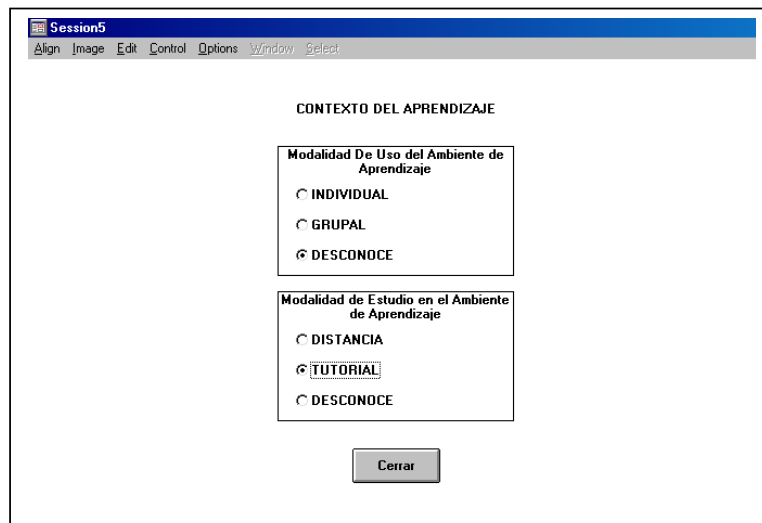 Session5
Align Image Edit Control Options Window Select
CONTEXTO DEL APRENDIZAJE
Modalidad De Uso del Ambiente de
Aprendizaje
INDIVIDUAL
GRUPAL
DESCONOCE
Modalidad de Estudio en el Ambiente
de Aprendizaje
DISTANCIA
TUTORIAL
DESCONOCE
Cerrar